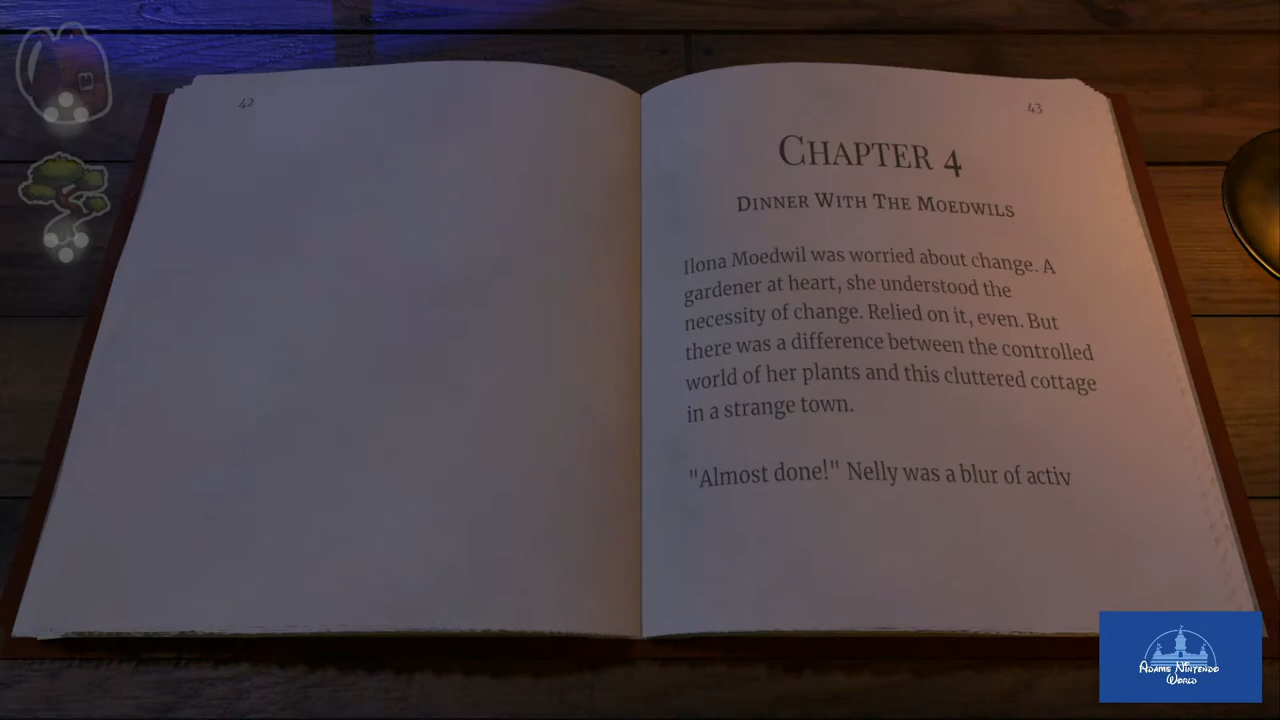 42
43
Chapter 4
Dinner With The Moedwils
Ilona Moedwil was worried about change. A
gardener at heart, she understood the
necessity of change. Relied on it, even. But
there was a difference between the controlled
world of her plants and this cluttered cottage
in a strange town.
"Almost done!" Nelly was a blur of activ
Adams Nintendo
World